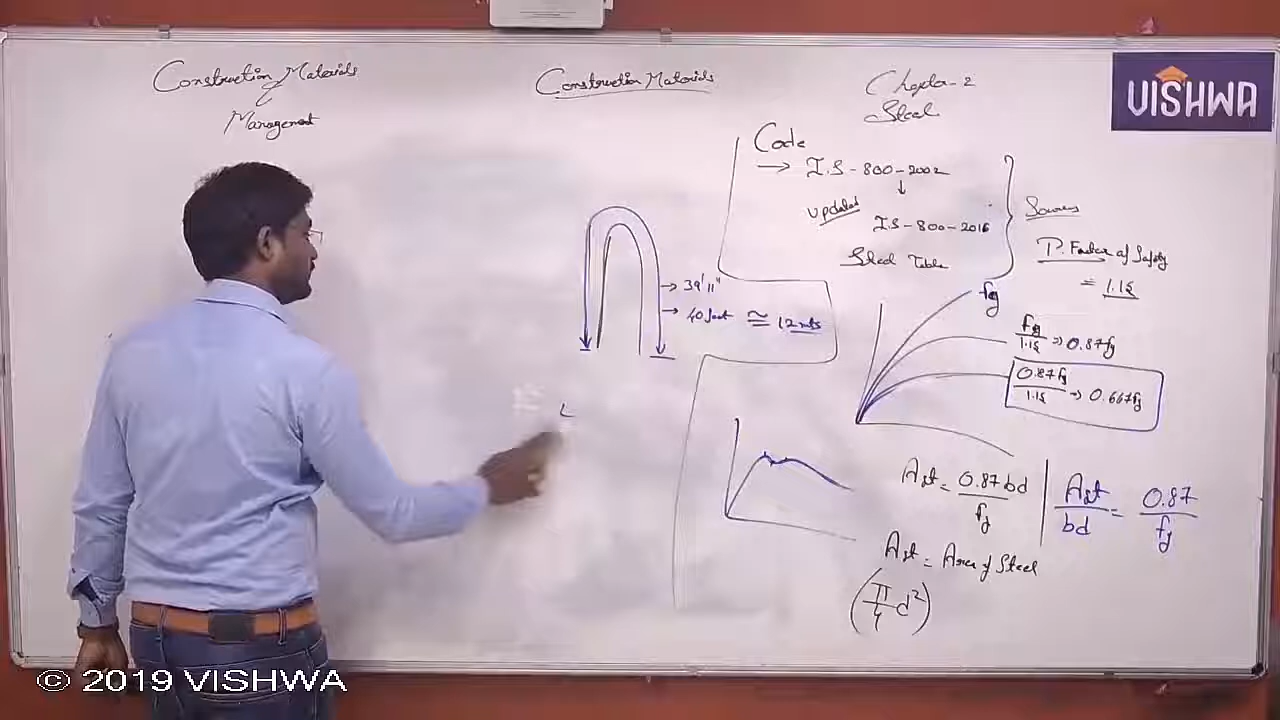 Construction Materials
&
Management
Construction Materials
Chapter-2
Steel
VISHWA
Code
→ I.S-800-2002
↓
updated
IS-800-2016
Steel Table
Sources
P. Factor of Safety
= 1.15
→ 39'11"
→ 40 feet ≅ 12 mts
fy
fy/1.15 ⇒ 0.87fy
0.87fy/1.15 → 0.667fy
Ast = 0.87bd/fy
Ast/bd = 0.87/fy
Ast = Area of Steel
(π/4 d²)
© 2019 VISHWA